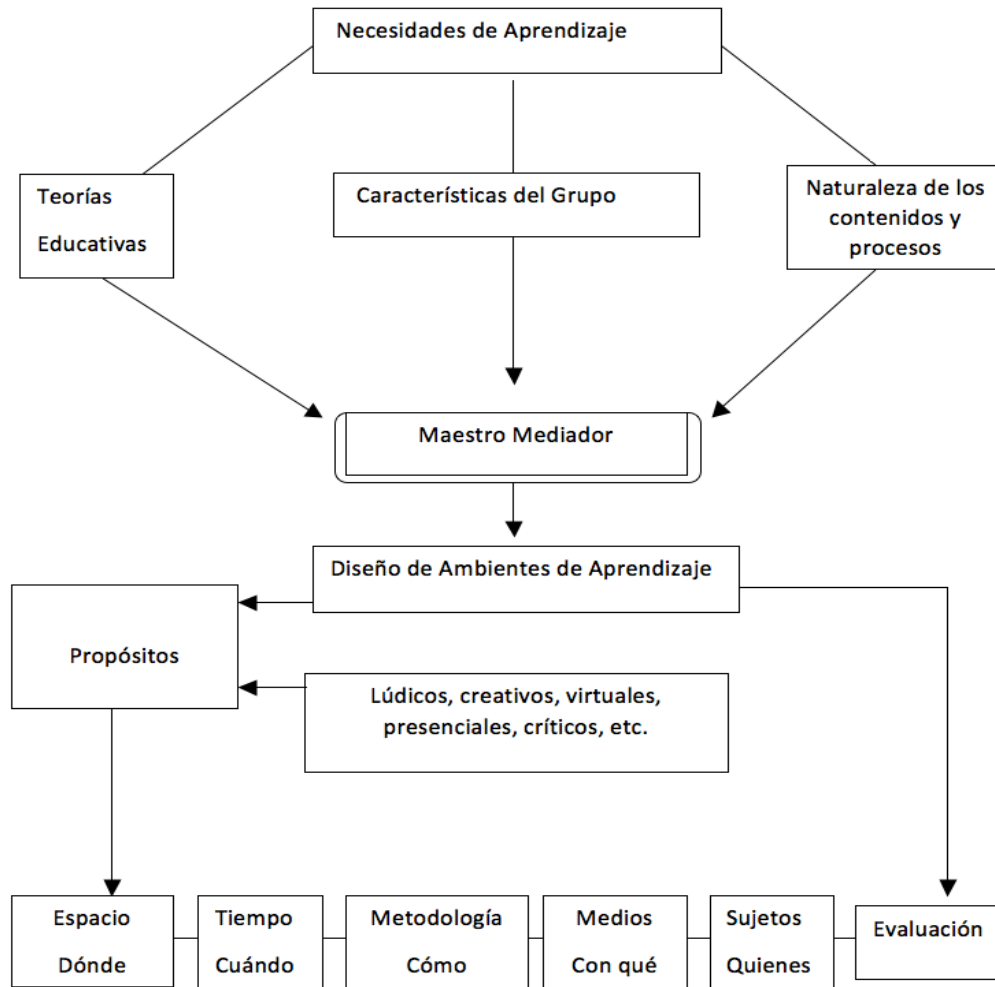 Necesidades de Aprendizaje
Teorías
Educativas
Características del Grupo
Naturaleza de los
contenidos y
procesos
Maestro Mediador
Diseño de Ambientes de Aprendizaje
Propósitos
Lúdicos, creativos, virtuales,
presenciales, críticos, etc.
Espacio
Dónde
Tiempo
Cuándo
Metodología
Cómo
Medios
Con qué
Sujetos
Quienes
Evaluación